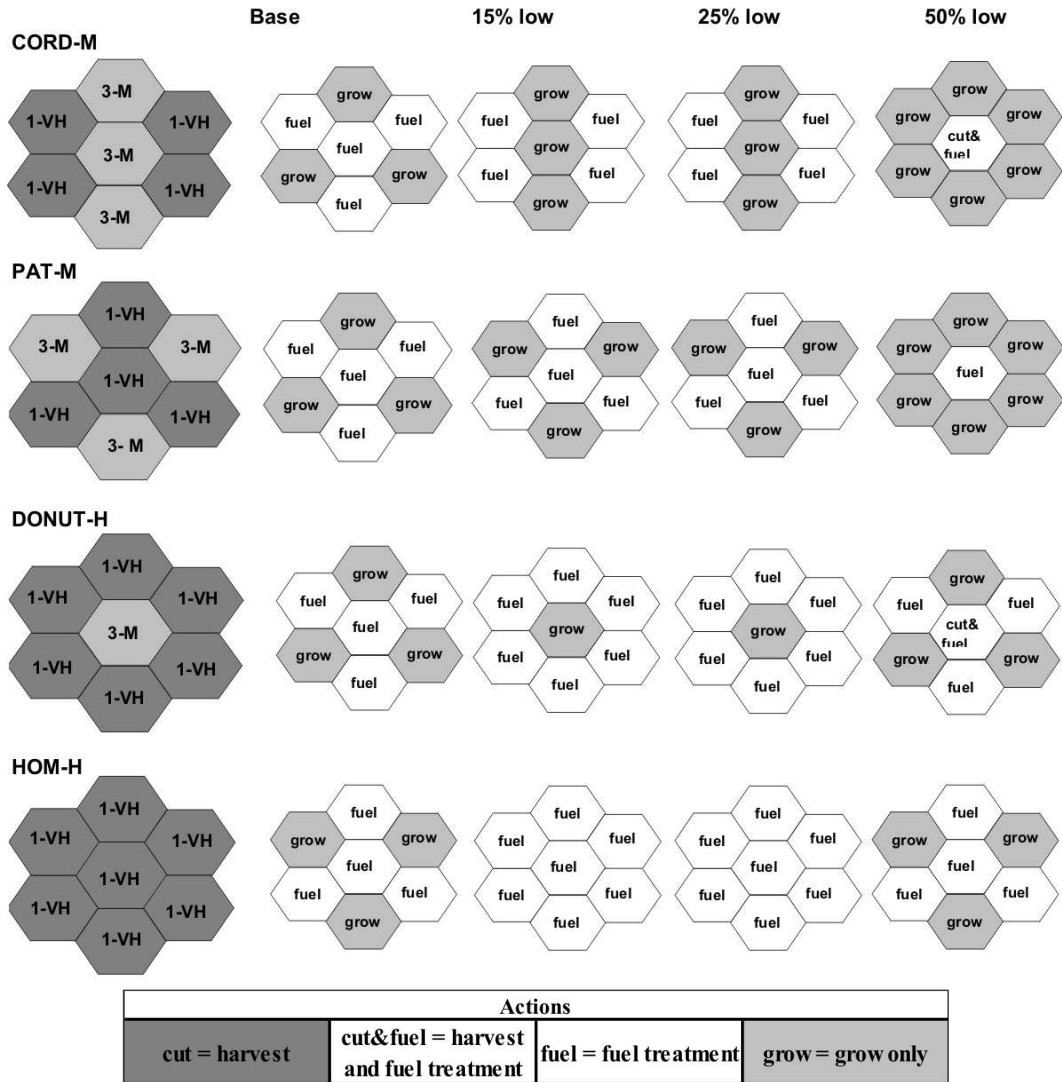 Base 15% low 25% low 50% low
CORD-M
3-M
1-VH 1-VH
3-M
1-VH 1-VH
3-M
grow
fuel fuel
fuel
grow grow
fuel
grow
fuel fuel
grow
fuel fuel
grow
grow
fuel fuel
grow
fuel fuel
grow
grow
grow grow
cut&
fuel
grow grow
grow
PAT-M
1-VH
3-M 3-M
1-VH
1-VH 1-VH
3- M
grow
fuel fuel
fuel
grow grow
fuel
fuel
grow grow
fuel
fuel fuel
grow
fuel
grow grow
fuel
fuel fuel
grow
grow
grow grow
fuel
grow grow
grow
DONUT-H
1-VH
1-VH 1-VH
3-M
1-VH 1-VH
1-VH
grow
fuel fuel
fuel
grow grow
fuel
fuel
fuel fuel
grow
fuel fuel
fuel
fuel
fuel fuel
grow
fuel fuel
fuel
grow
fuel fuel
cut&
fuel
grow grow
fuel
HOM-H
1-VH
1-VH 1-VH
1-VH
1-VH 1-VH
1-VH
fuel
grow grow
fuel
fuel fuel
grow
fuel
fuel fuel
fuel
fuel fuel
fuel
fuel
fuel fuel
fuel
fuel fuel
fuel
fuel
grow grow
fuel
fuel fuel
grow
Actions
cut = harvest
cut&fuel = harvest
and fuel treatment
fuel = fuel treatment
grow = grow only